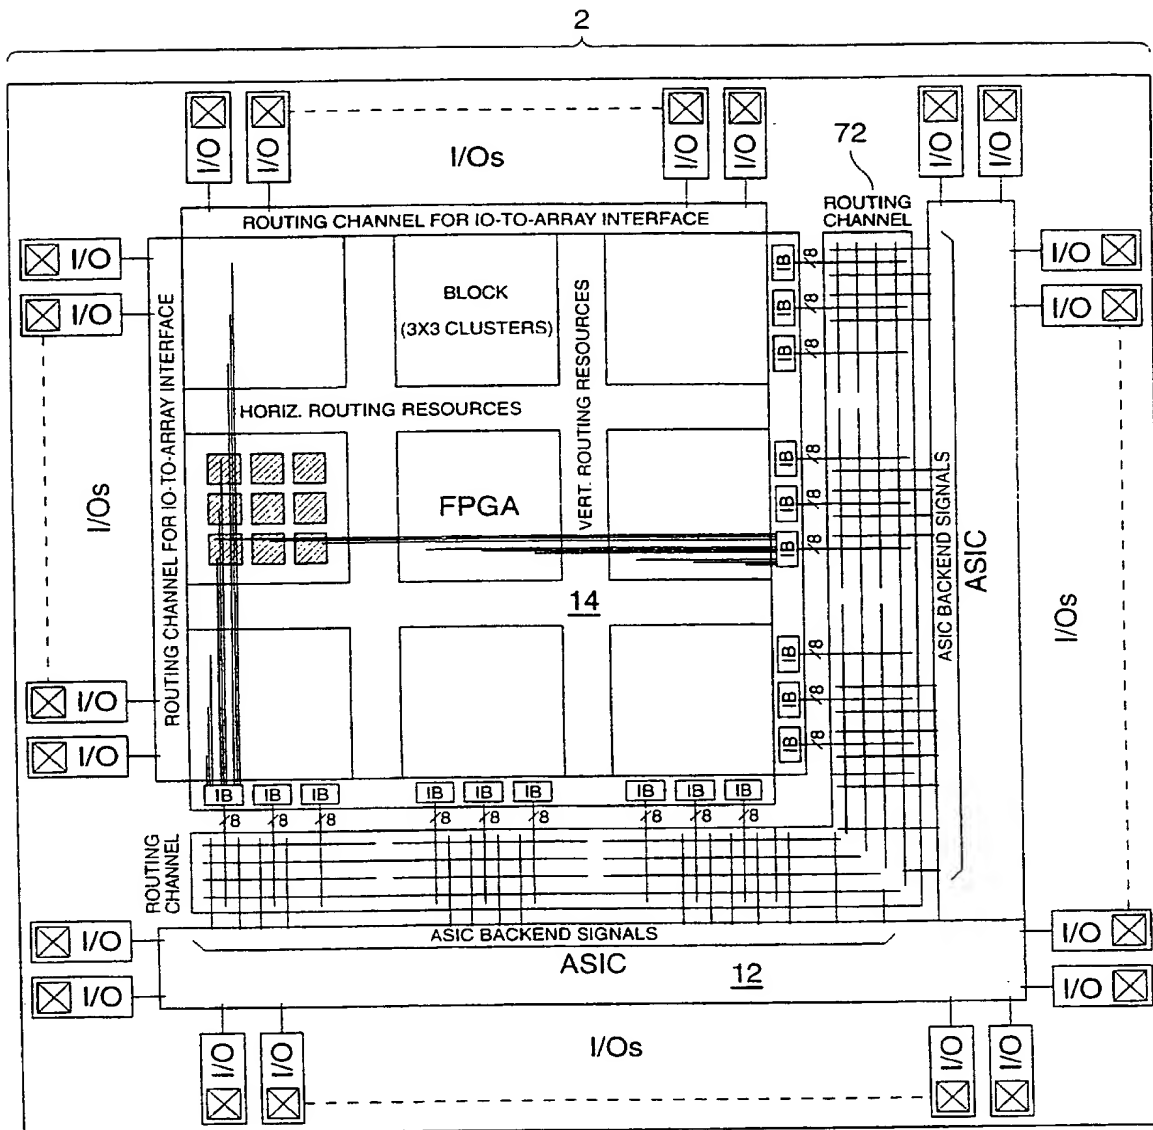 2
I/O
I/O
I/Os
I/O
I/O
72
I/O
I/O
ROUTING
CHANNEL
ROUTING CHANNEL FOR IO-TO-ARRAY INTERFACE
I/O
I/O
I/Os
I/O
I/O
ROUTING CHANNEL FOR IO-TO-ARRAY INTERFACE
BLOCK
(3X3 CLUSTERS)
HORIZ. ROUTING RESOURCES
VERT. ROUTING RESOURCES
FPGA
14
IB
8
IB
8
IB
8
IB
8
IB
8
IB
8
IB
8
IB
8
IB
8
ASIC BACKEND SIGNALS
ASIC
I/O
I/O
I/Os
IB
IB
IB
IB
IB
IB
IB
IB
IB
8
8
8
8
8
8
8
8
8
ROUTING
CHANNEL
I/O
I/O
ASIC BACKEND SIGNALS
ASIC
12
I/O
I/O
I/O
I/O
I/Os
I/O
I/O